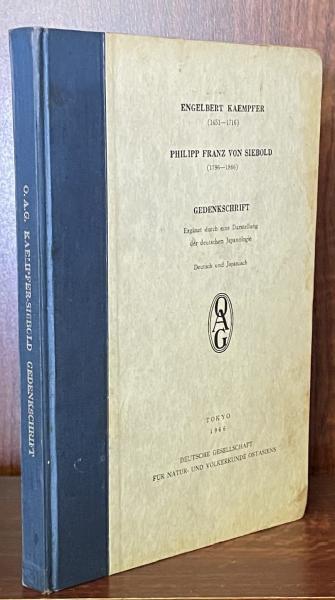 O.A.G. KAEMPFER-SIEBOLD GEDENKSCHRIFT
ENGELBERT KAEMPFER
(1651—1716)
PHILIPP FRANZ VON SIEBOLD
(1796—1866)
GEDENKSCHRIFT
Ergänzt durch eine Darstellung
der deutschen Japanologie
Deutsch und Japanisch
OAG
TOKYO
1966
DEUTSCHE GESELLSCHAFT
FÜR NATUR- UND VÖLKERKUNDE OSTASIENS